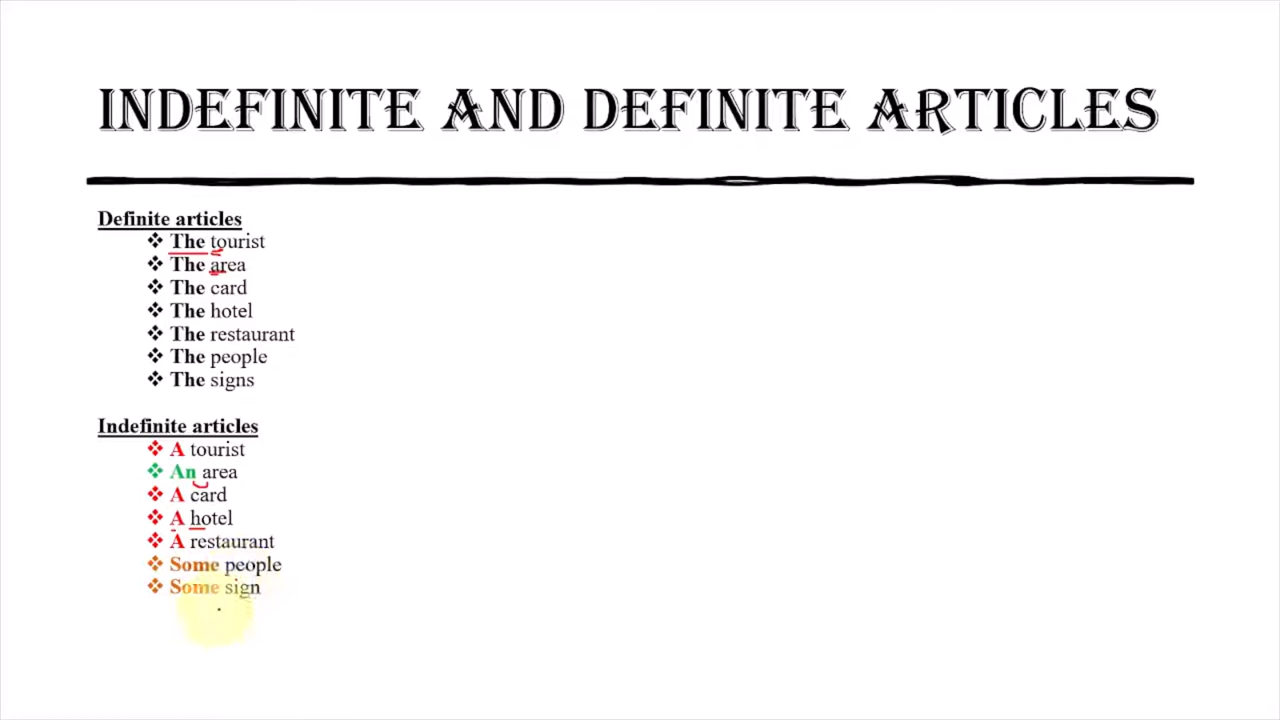 INDEFINITE AND DEFINITE ARTICLES
Definite articles
❖ The tourist
❖ The area
❖ The card
❖ The hotel
❖ The restaurant
❖ The people
❖ The signs
Indefinite articles
❖ A tourist
❖ An area
❖ A card
❖ A hotel
❖ A restaurant
❖ Some people
❖ Some sign